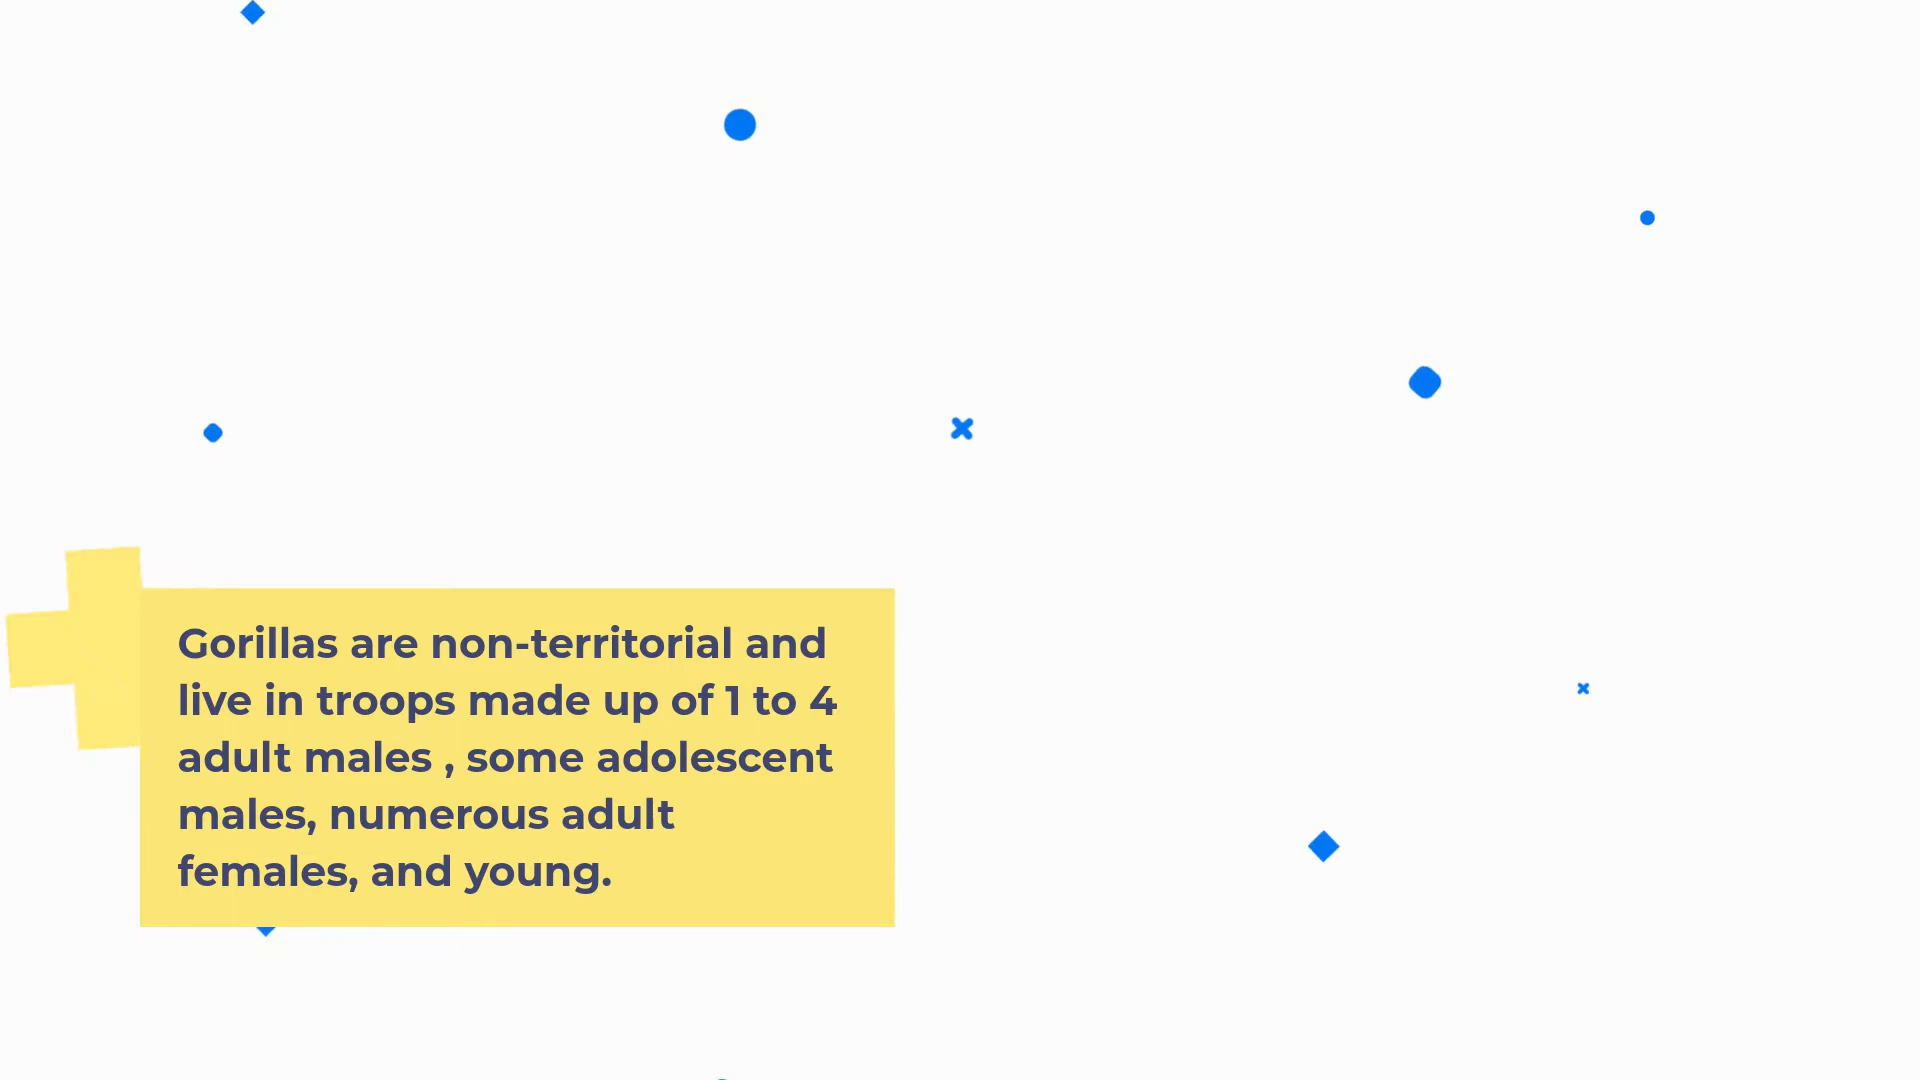 Gorillas are non-territorial and
live in troops made up of 1 to 4
adult males , some adolescent
males, numerous adult
females, and young.